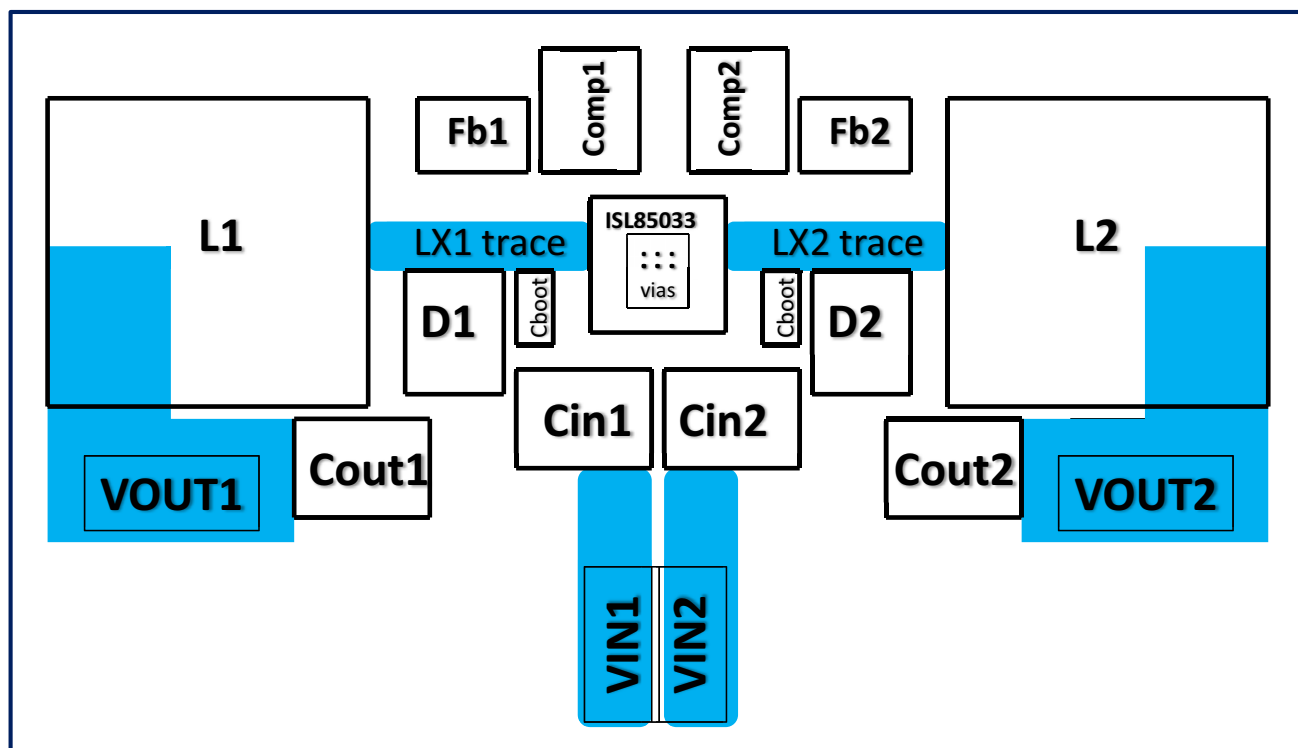 Comp1
Comp2
Fb1
Fb2
L1
LX1 trace
ISL85033
LX2 trace
L2
vias
D1
Cboot
Cboot
D2
Cin1
Cin2
Cout1
Cout2
VOUT1
VOUT2
VIN1
VIN2